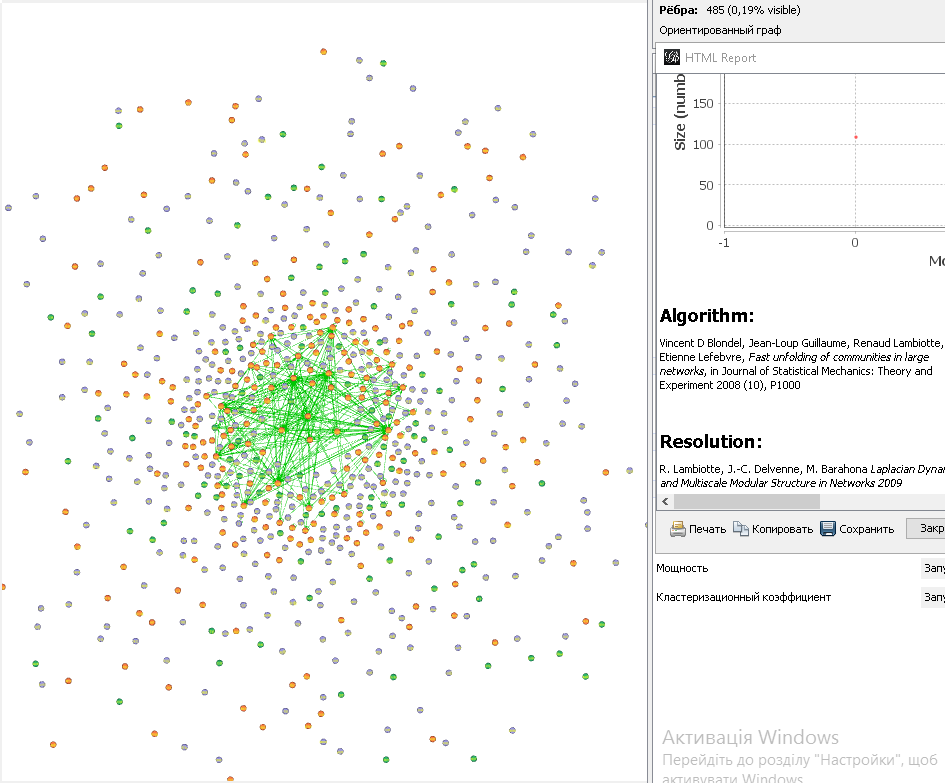 Рёбра: 485 (0,19% visible)
Ориентированный граф
HTML Report
Size (numb
150
100
50
0
-1 0
Mo
Algorithm:
Vincent D Blondel, Jean-Loup Guillaume, Renaud Lambiotte,
Etienne Lefebvre, Fast unfolding of communities in large
networks, in Journal of Statistical Mechanics: Theory and
Experiment 2008 (10), P1000
Resolution:
R. Lambiotte, J.-C. Delvenne, M. Barahona Laplacian Dynar
and Multiscale Modular Structure in Networks 2009
Печать Копировать Сохранить Закр
Мощность Запу
Кластеризационный коэффициент Запу
Активація Windows
Перейдіть до розділу "Настройки", щоб
активувати Windows.